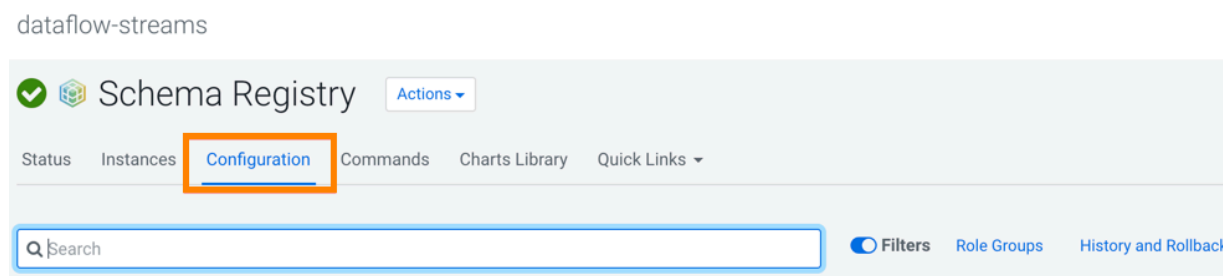 dataflow-streams
Schema Registry Actions
Status Instances Configuration Commands Charts Library Quick Links
Search Filters Role Groups History and Rollback